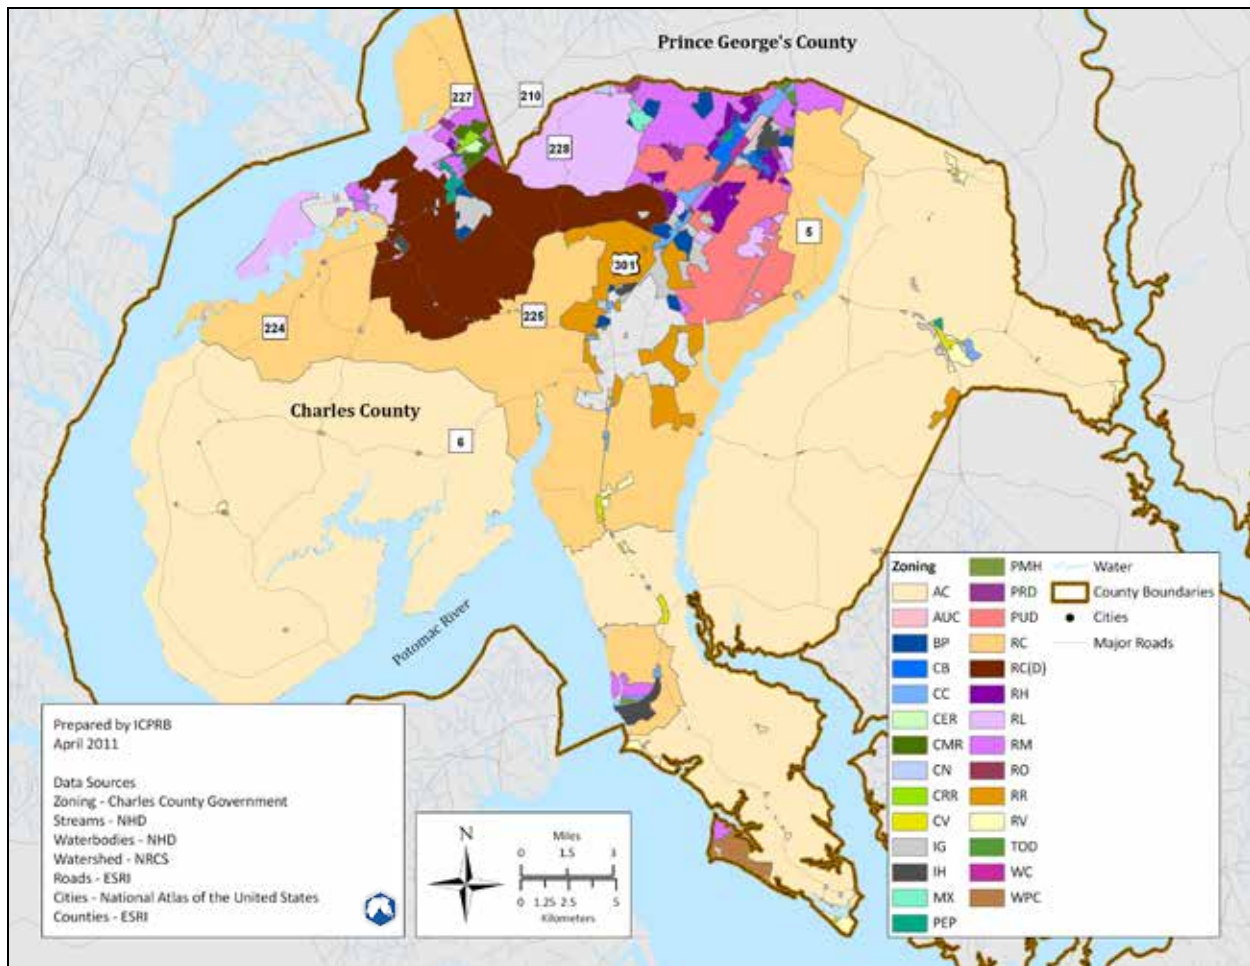 Prince George's County
227
210
228
5
301
224
225
Charles County
6
Potomac River
Zoning
AC
AUC
BP
CB
CC
CER
CMR
CN
CRR
CV
IG
IH
MX
PEP
PMH
PRD
PUD
RC
RC(D)
RH
RL
RM
RO
RR
RV
TOD
WC
WPC
Water
County Boundaries
Cities
Major Roads
Prepared by ICPRB
April 2011
Data Sources
Zoning - Charles County Government
Streams - NHD
Waterbodies - NHD
Watershed - NRCS
Roads - ESRI
Cities - National Atlas of the United States
Counties - ESRI
N
Miles
0 1.5 3
0 1.25 2.5 5
Kilometers